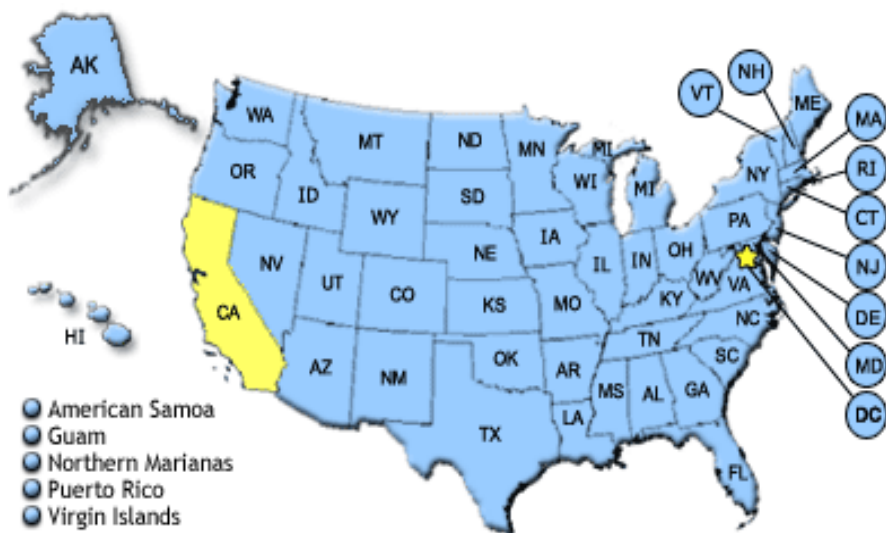 AK
NH
VT
ME
WA
MA
MT
ND
MN
MI
OR
RI
NY
WI
MI
ID
SD
CT
WY
PA
IA
NE
OH
NJ
NV
IL
IN
WV
UT
VA
CO
KY
CA
KS
MO
DE
NC
HI
TN
OK
SC
AZ
AR
MD
NM
MS
AL
GA
DC
LA
TX
FL
American Samoa
Guam
Northern Marianas
Puerto Rico
Virgin Islands